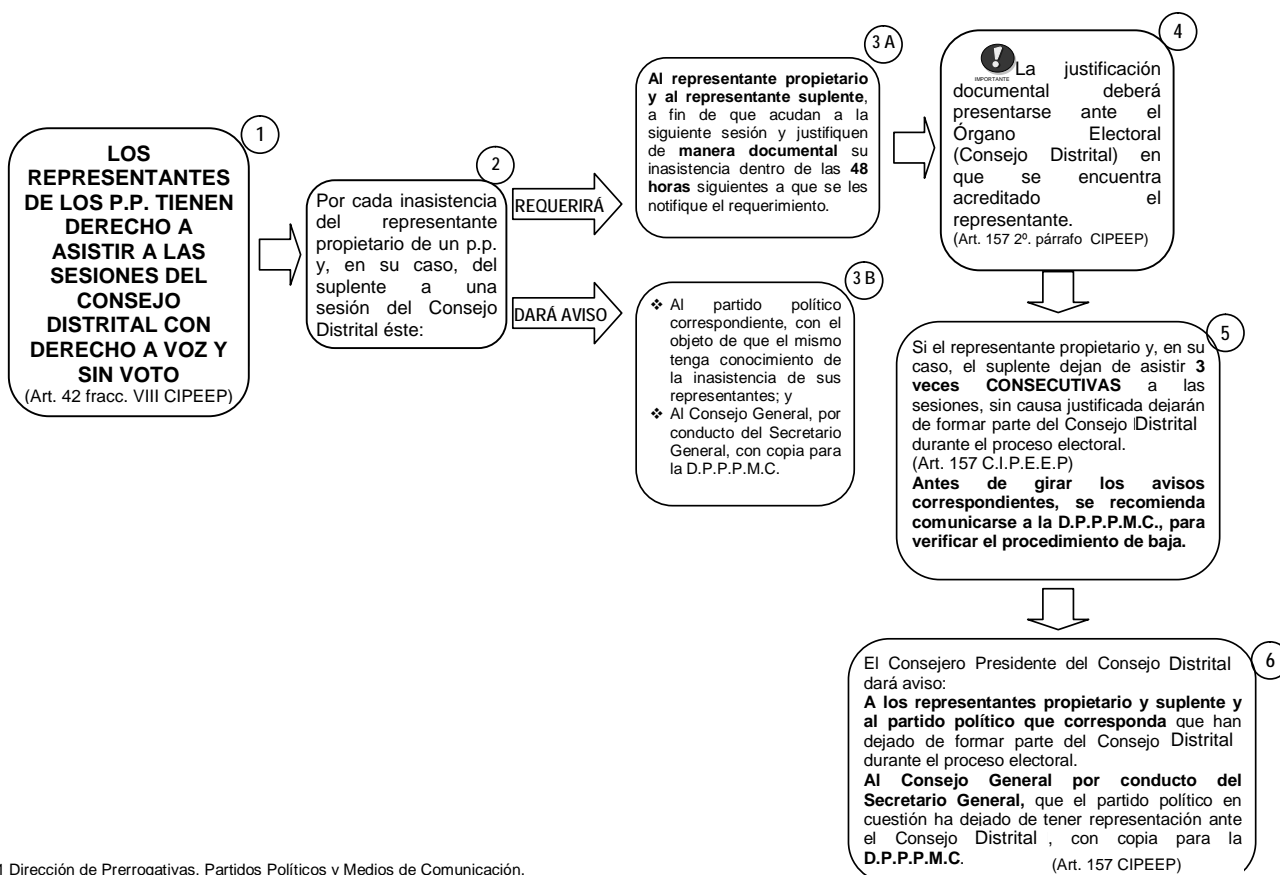 1
LOS
REPRESENTANTES
DE LOS P.P. TIENEN
DERECHO A
ASISTIR A LAS
SESIONES DEL
CONSEJO
DISTRITAL CON
DERECHO A VOZ Y
SIN VOTO
(Art. 42 fracc. VIII CIPEEP)
2
Por cada inasistencia
del representante
propietario de un p.p.
y, en su caso, del
suplente a una
sesión del Consejo
Distrital éste:
REQUERIRÁ
DARÁ AVISO
3 A
Al representante propietario
y al representante suplente,
a fin de que acudan a la
siguiente sesión y justifiquen
de manera documental su
inasistencia dentro de las 48
horas siguientes a que se les
notifique el requerimiento.
3 B
❖ Al partido político
correspondiente, con el
objeto de que el mismo
tenga conocimiento de
la inasistencia de sus
representantes; y
❖ Al Consejo General, por
conducto del Secretario
General, con copia para
la D.P.P.P.M.C.
4
IMPORTANTE
La justificación
documental deberá
presentarse ante el
Órgano Electoral
(Consejo Distrital) en
que se encuentra
acreditado el
representante.
(Art. 157 2º. párrafo CIPEEP)
5
Si el representante propietario y, en su
caso, el suplente dejan de asistir 3
veces CONSECUTIVAS a las
sesiones, sin causa justificada dejarán
de formar parte del Consejo Distrital
durante el proceso electoral.
(Art. 157 C.I.P.E.E.P)
Antes de girar los avisos
correspondientes, se recomienda
comunicarse a la D.P.P.P.M.C., para
verificar el procedimiento de baja.
6
El Consejero Presidente del Consejo Distrital
dará aviso:
A los representantes propietario y suplente y
al partido político que corresponda que han
dejado de formar parte del Consejo Distrital
durante el proceso electoral.
Al Consejo General por conducto del
Secretario General, que el partido político en
cuestión ha dejado de tener representación ante
el Consejo Distrital , con copia para la
D.P.P.P.M.C. (Art. 157 CIPEEP)
Dirección de Prerrogativas, Partidos Políticos y Medios de Comunicación.